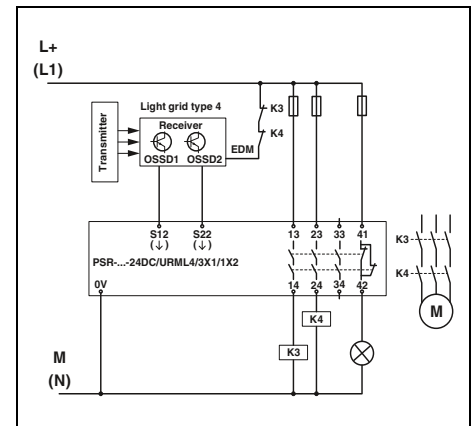 L+
(L1)
Light grid type 4
Transmitter
Receiver
OSSD1 OSSD2
EDM
K3
K4
S12 S22 13 23 33 41
(↓) (↓)
PSR-...-24DC/URML4/3X1/1X2
0V 14 24 34 42
K3
K4
M
K4
K3
M
(N)